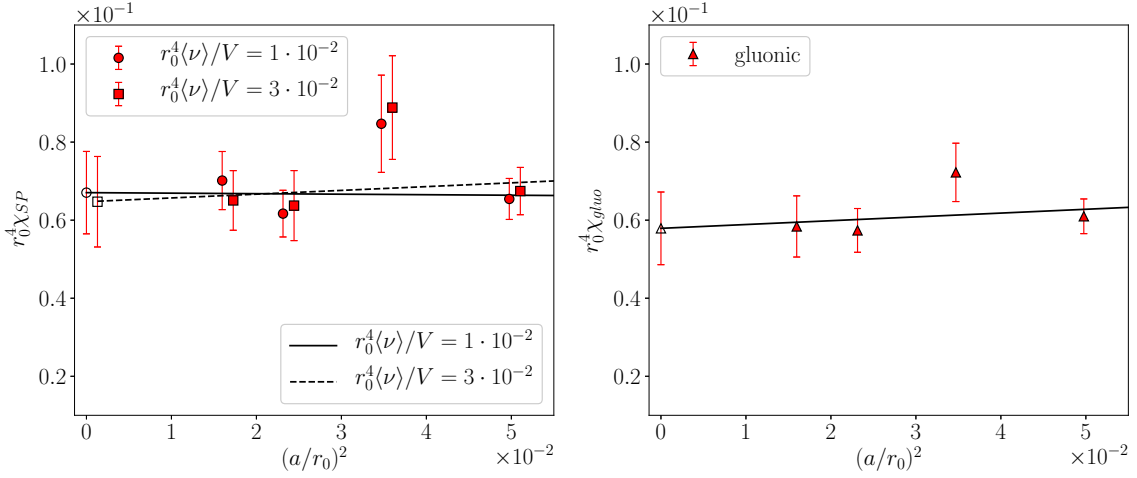 ×10⁻¹
r₀⁴χ_SP
1.0
0.8
0.6
0.4
0.2
r₀⁴⟨ν⟩/V = 1 · 10⁻²
r₀⁴⟨ν⟩/V = 3 · 10⁻²
r₀⁴⟨ν⟩/V = 1 · 10⁻²
r₀⁴⟨ν⟩/V = 3 · 10⁻²
0 1 2 3 4 5
×10⁻²
(a/r₀)²
×10⁻¹
r₀⁴χ_gluo
1.0
0.8
0.6
0.4
0.2
gluonic
0 1 2 3 4 5
×10⁻²
(a/r₀)²